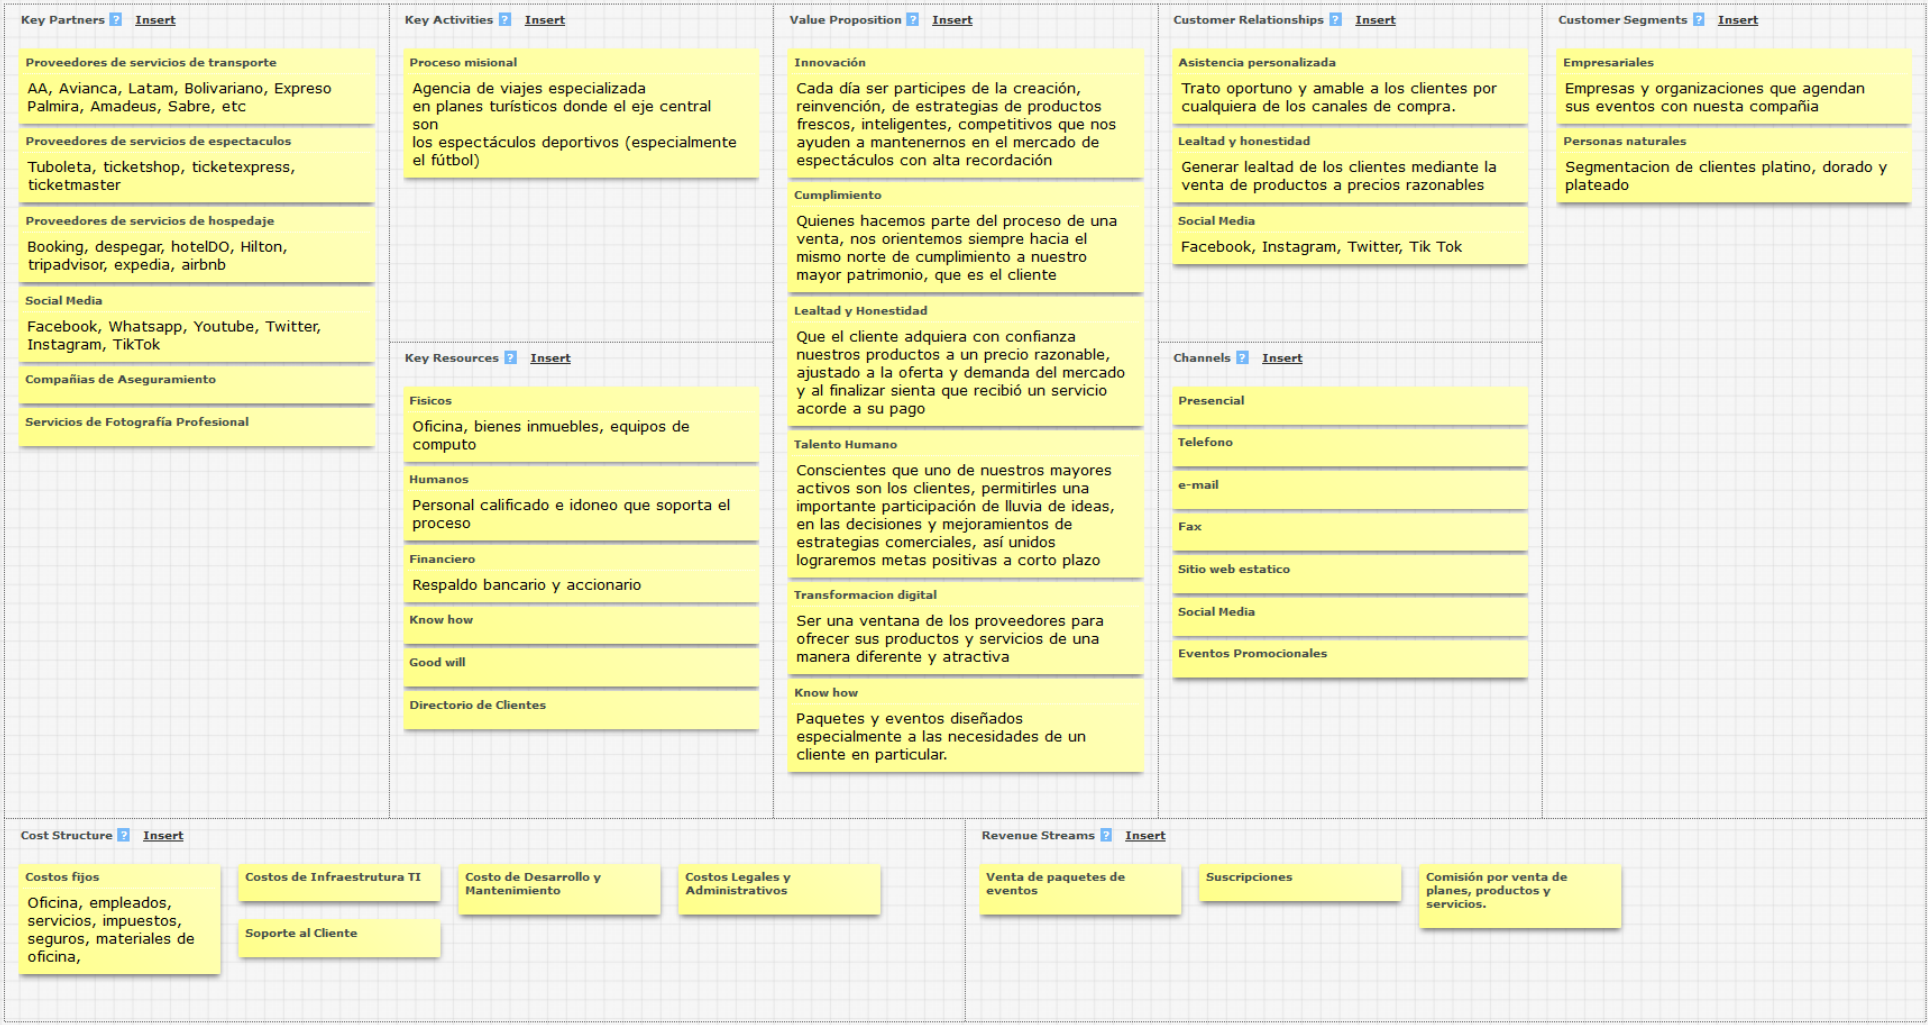 Key Partners ? Insert
Proveedores de servicios de transporte
AA, Avianca, Latam, Bolivariano, Expreso
Palmira, Amadeus, Sabre, etc
Proveedores de servicios de espectaculos
Tuboleta, ticketshop, ticketexpress,
ticketmaster
Proveedores de servicios de hospedaje
Booking, despegar, hotelDO, Hilton,
tripadvisor, expedia, airbnb
Social Media
Facebook, Whatsapp, Youtube, Twitter,
Instagram, TikTok
Compañias de Aseguramiento
Servicios de Fotografía Profesional
Key Activities ? Insert
Proceso misional
Agencia de viajes especializada
en planes turísticos donde el eje central
son
los espectáculos deportivos (especialmente
el fútbol)
Key Resources ? Insert
Fisicos
Oficina, bienes inmuebles, equipos de
computo
Humanos
Personal calificado e idoneo que soporta el
proceso
Financiero
Respaldo bancario y accionario
Know how
Good will
Directorio de Clientes
Value Proposition ? Insert
Innovación
Cada día ser participes de la creación,
reinvención, de estrategias de productos
frescos, inteligentes, competitivos que nos
ayuden a mantenernos en el mercado de
espectáculos con alta recordación
Cumplimiento
Quienes hacemos parte del proceso de una
venta, nos orientemos siempre hacia el
mismo norte de cumplimiento a nuestro
mayor patrimonio, que es el cliente
Lealtad y Honestidad
Que el cliente adquiera con confianza
nuestros productos a un precio razonable,
ajustado a la oferta y demanda del mercado
y al finalizar sienta que recibió un servicio
acorde a su pago
Talento Humano
Conscientes que uno de nuestros mayores
activos son los clientes, permitirles una
importante participación de lluvia de ideas,
en las decisiones y mejoramientos de
estrategias comerciales, así unidos
lograremos metas positivas a corto plazo
Transformacion digital
Ser una ventana de los proveedores para
ofrecer sus productos y servicios de una
manera diferente y atractiva
Know how
Paquetes y eventos diseñados
especialmente a las necesidades de un
cliente en particular.
Customer Relationships ? Insert
Asistencia personalizada
Trato oportuno y amable a los clientes por
cualquiera de los canales de compra.
Lealtad y honestidad
Generar lealtad de los clientes mediante la
venta de productos a precios razonables
Social Media
Facebook, Instagram, Twitter, Tik Tok
Channels ? Insert
Presencial
Telefono
e-mail
Fax
Sitio web estatico
Social Media
Eventos Promocionales
Customer Segments ? Insert
Empresariales
Empresas y organizaciones que agendan
sus eventos con nuesta compañia
Personas naturales
Segmentacion de clientes platino, dorado y
plateado
Cost Structure ? Insert
Costos fijos
Oficina, empleados,
servicios, impuestos,
seguros, materiales de
oficina,
Costos de Infraestrutura TI
Soporte al Cliente
Costo de Desarrollo y
Mantenimiento
Costos Legales y
Administrativos
Revenue Streams ? Insert
Venta de paquetes de
eventos
Suscripciones
Comisión por venta de
planes, productos y
servicios.